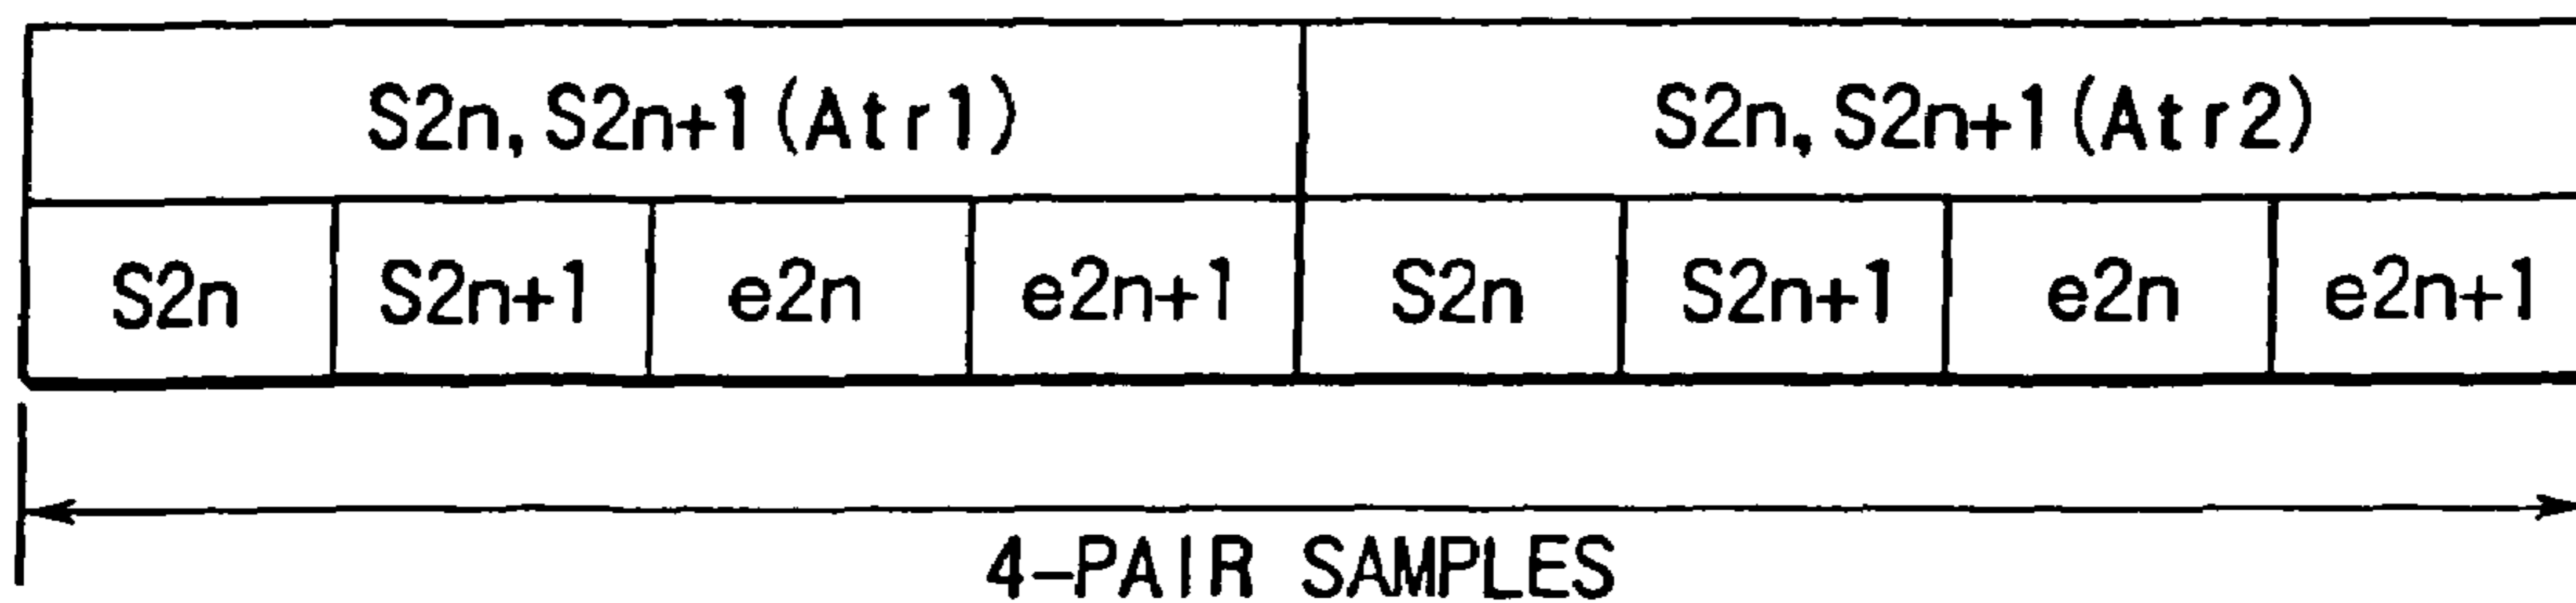 S2n, S2n+1(Atr1) S2n, S2n+1(Atr2)
S2n S2n+1 e2n e2n+1 S2n S2n+1 e2n e2n+1
4-PAIR SAMPLES